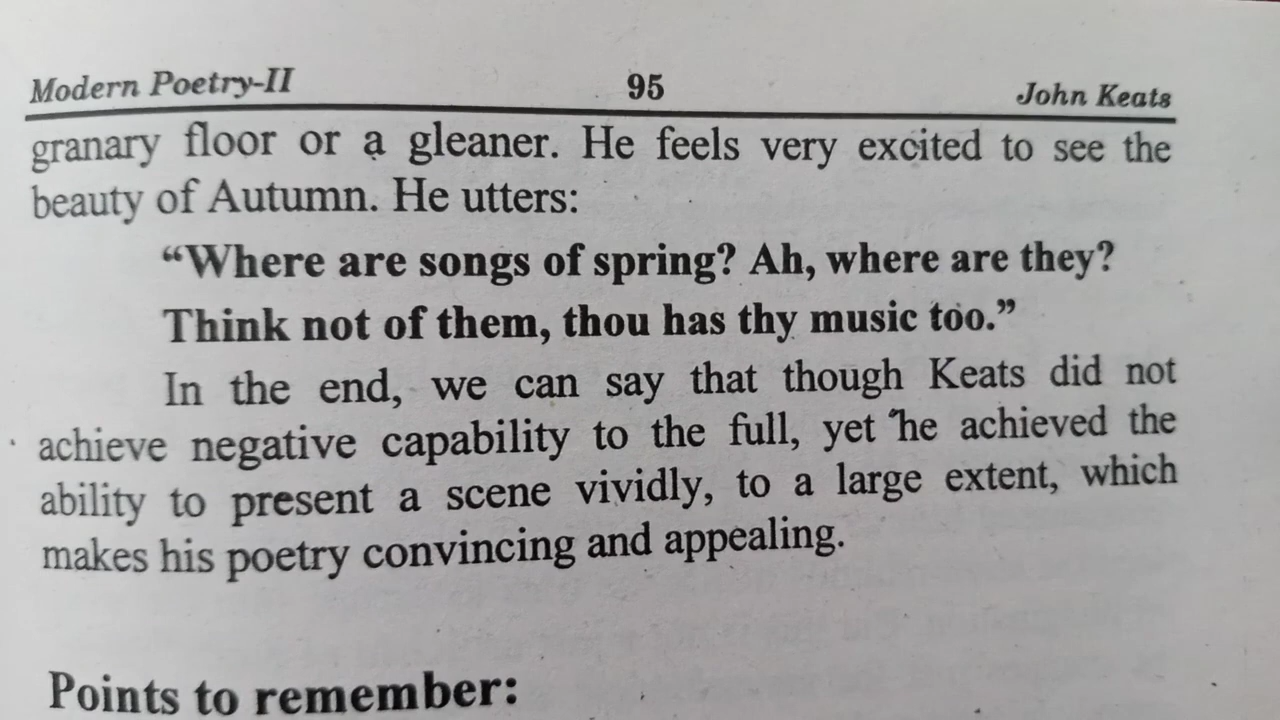 Modern Poetry-II 95 John Keats
granary floor or a gleaner. He feels very excited to see the
beauty of Autumn. He utters:
“Where are songs of spring? Ah, where are they?
Think not of them, thou has thy music too.”
In the end, we can say that though Keats did not
achieve negative capability to the full, yet he achieved the
ability to present a scene vividly, to a large extent, which
makes his poetry convincing and appealing.
Points to remember: